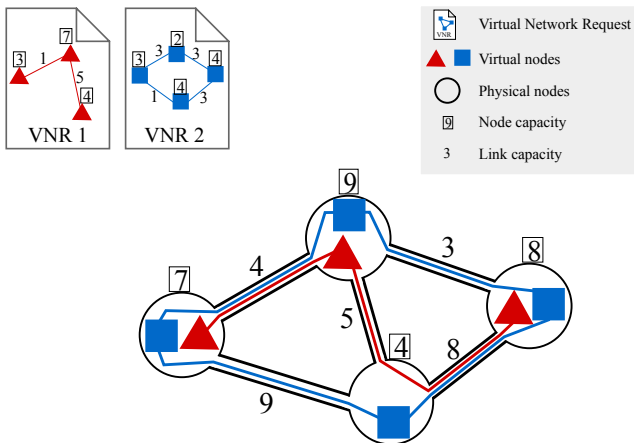 7
3
1
5
4
VNR 1
2
3
3
3
4
4
1
3
VNR 2
VNR
Virtual Network Request
Virtual nodes
Physical nodes
9 Node capacity
3 Link capacity
9
3
8
4
7
5
4
8
9